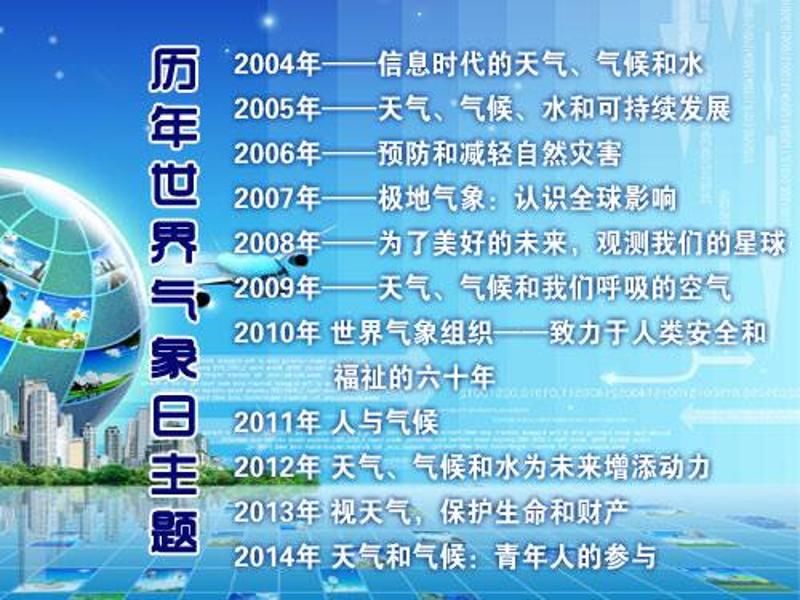 历年世界气象日主题
2004年——信息时代的天气、气候和水
2005年——天气、气候、水和可持续发展
2006年——预防和减轻自然灾害
2007年——极地气象：认识全球影响
2008年——为了美好的未来，观测我们的星球
2009年——天气、气候和我们呼吸的空气
2010年 世界气象组织——致力于人类安全和
福祉的六十年
2011年 人与气候
2012年 天气、气候和水为未来增添动力
2013年 视天气，保护生命和财产
2014年 天气和气候：青年人的参与